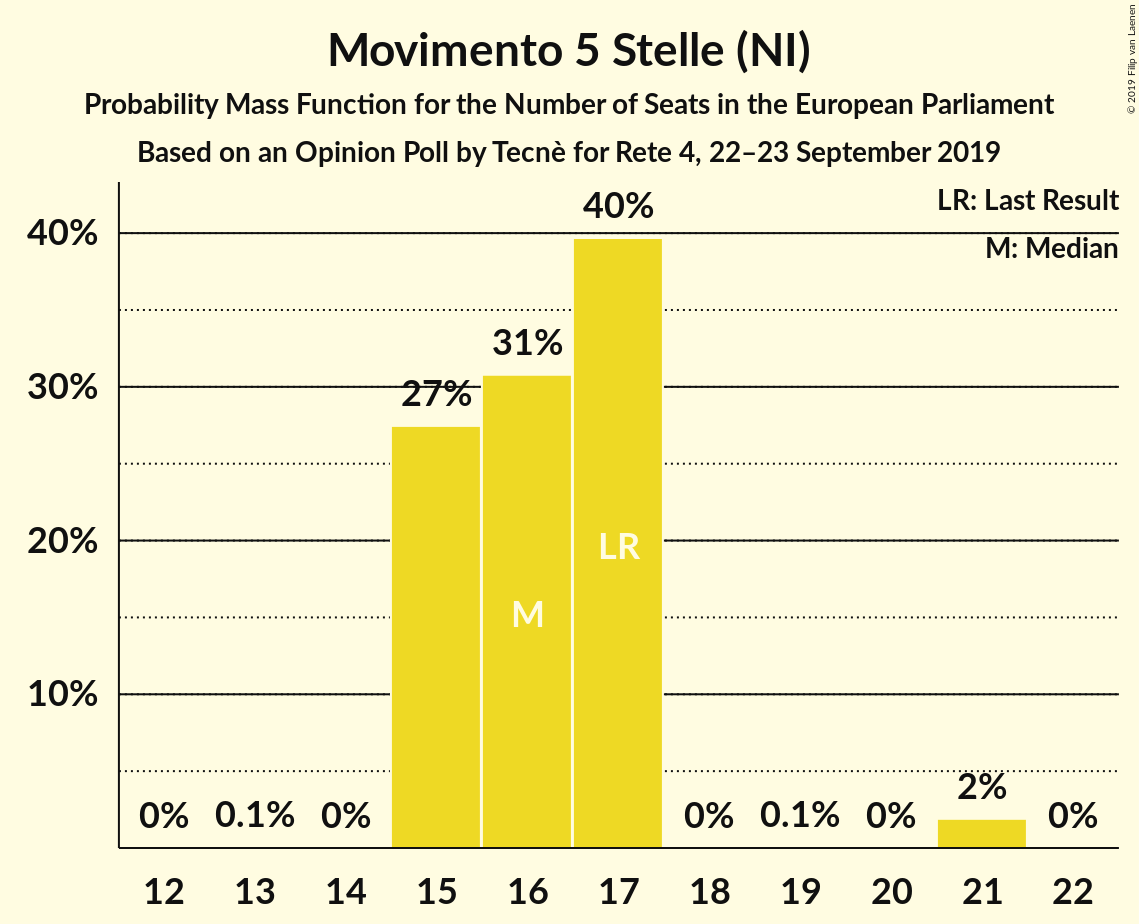 Movimento 5 Stelle (NI)
Probability Mass Function for the Number of Seats in the European Parliament
Based on an Opinion Poll by Tecnè for Rete 4, 22–23 September 2019
© 2019 Filip van Laenen
LR: Last Result
M: Median
40%
30%
20%
10%
0%
0.1%
0%
27%
31%
40%
0%
0.1%
0%
2%
0%
M
LR
12 13 14 15 16 17 18 19 20 21 22